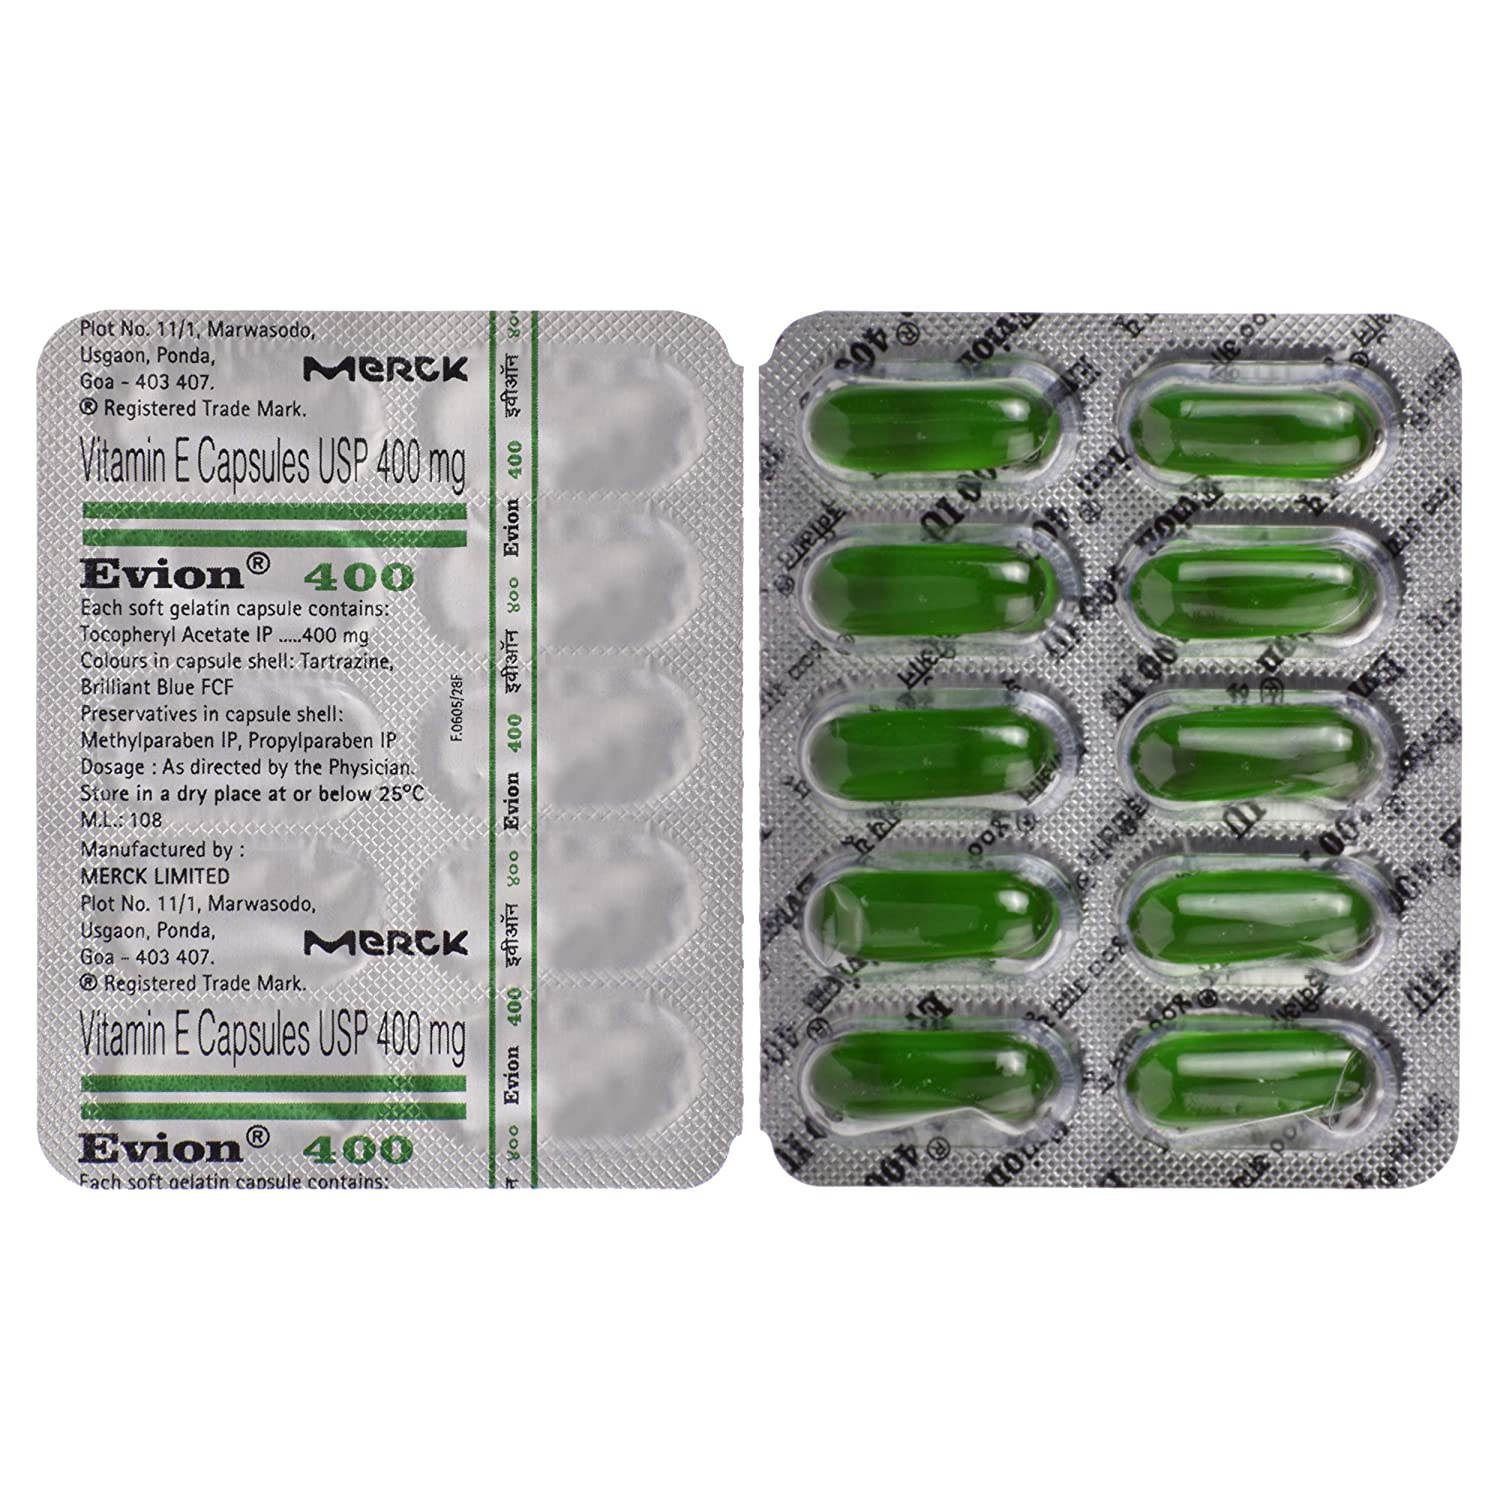 Plot No. 11/1, Marwasodo,
Usgaon, Ponda,
Goa - 403 407.
MERCK
® Registered Trade Mark.
Vitamin E Capsules USP 400 mg
Evion® 400
Each soft gelatin capsule contains:
Tocopheryl Acetate IP .....400 mg
Colours in capsule shell: Tartrazine,
Brilliant Blue FCF
Preservatives in capsule shell:
Methylparaben IP, Propylparaben IP
Dosage : As directed by the Physician.
Store in a dry place at or below 25°C
M.L.: 108
Manufactured by :
MERCK LIMITED
Plot No. 11/1, Marwasodo,
Usgaon, Ponda,
Goa - 403 407.
MERCK
® Registered Trade Mark.
Vitamin E Capsules USP 400 mg
Evion® 400
Each soft gelatin capsule contains:
F.0605/28F
Evion 400 इवीऑन ४००
Evion 400 इवीऑन ४००
Evion 400 इवीऑन ४००